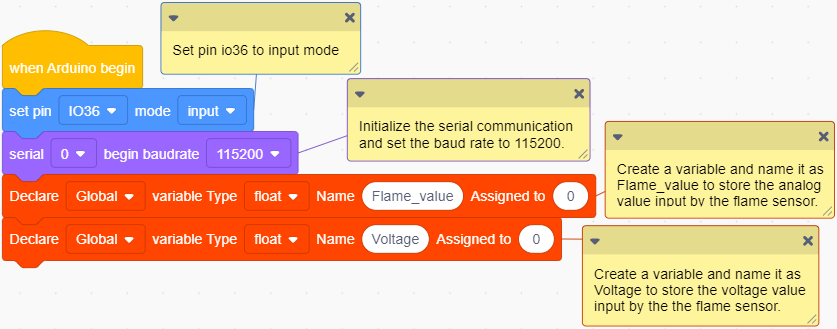 Set pin io36 to input mode
when Arduino begin
set pin IO36 mode input
Initialize the serial communication
and set the baud rate to 115200.
serial 0 begin baudrate 115200
Create a variable and name it as
Flame_value to store the analog
value input by the flame sensor.
Declare Global variable Type float Name Flame_value Assigned to 0
Declare Global variable Type float Name Voltage Assigned to 0
Create a variable and name it as
Voltage to store the voltage value
input by the the flame sensor.